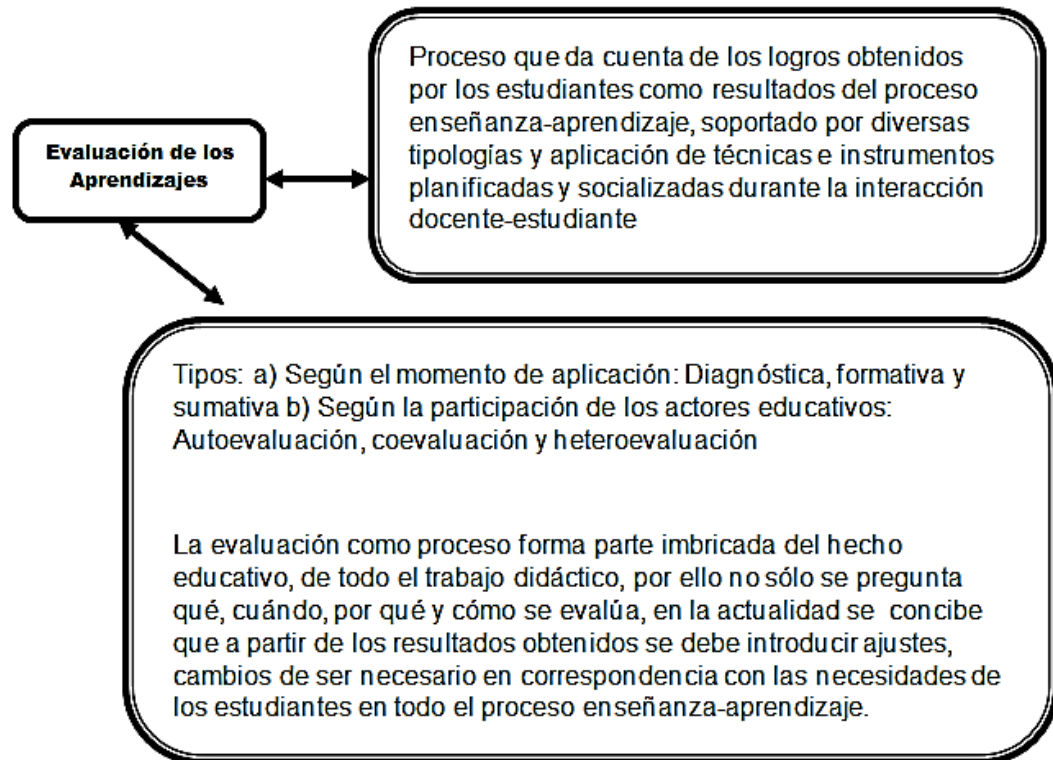 Evaluación de los
Aprendizajes
Proceso que da cuenta de los logros obtenidos
por los estudiantes como resultados del proceso
enseñanza-aprendizaje, soportado por diversas
tipologías y aplicación de técnicas e instrumentos
planificadas y socializadas durante la interacción
docente-estudiante
Tipos: a) Según el momento de aplicación: Diagnóstica, formativa y
sumativa b) Según la participación de los actores educativos:
Autoevaluación, coevaluación y heteroevaluación
La evaluación como proceso forma parte imbricada del hecho
educativo, de todo el trabajo didáctico, por ello no sólo se pregunta
qué, cuándo, por qué y cómo se evalúa, en la actualidad se concibe
que a partir de los resultados obtenidos se debe introducir ajustes,
cambios de ser necesario en correspondencia con las necesidades de
los estudiantes en todo el proceso enseñanza-aprendizaje.